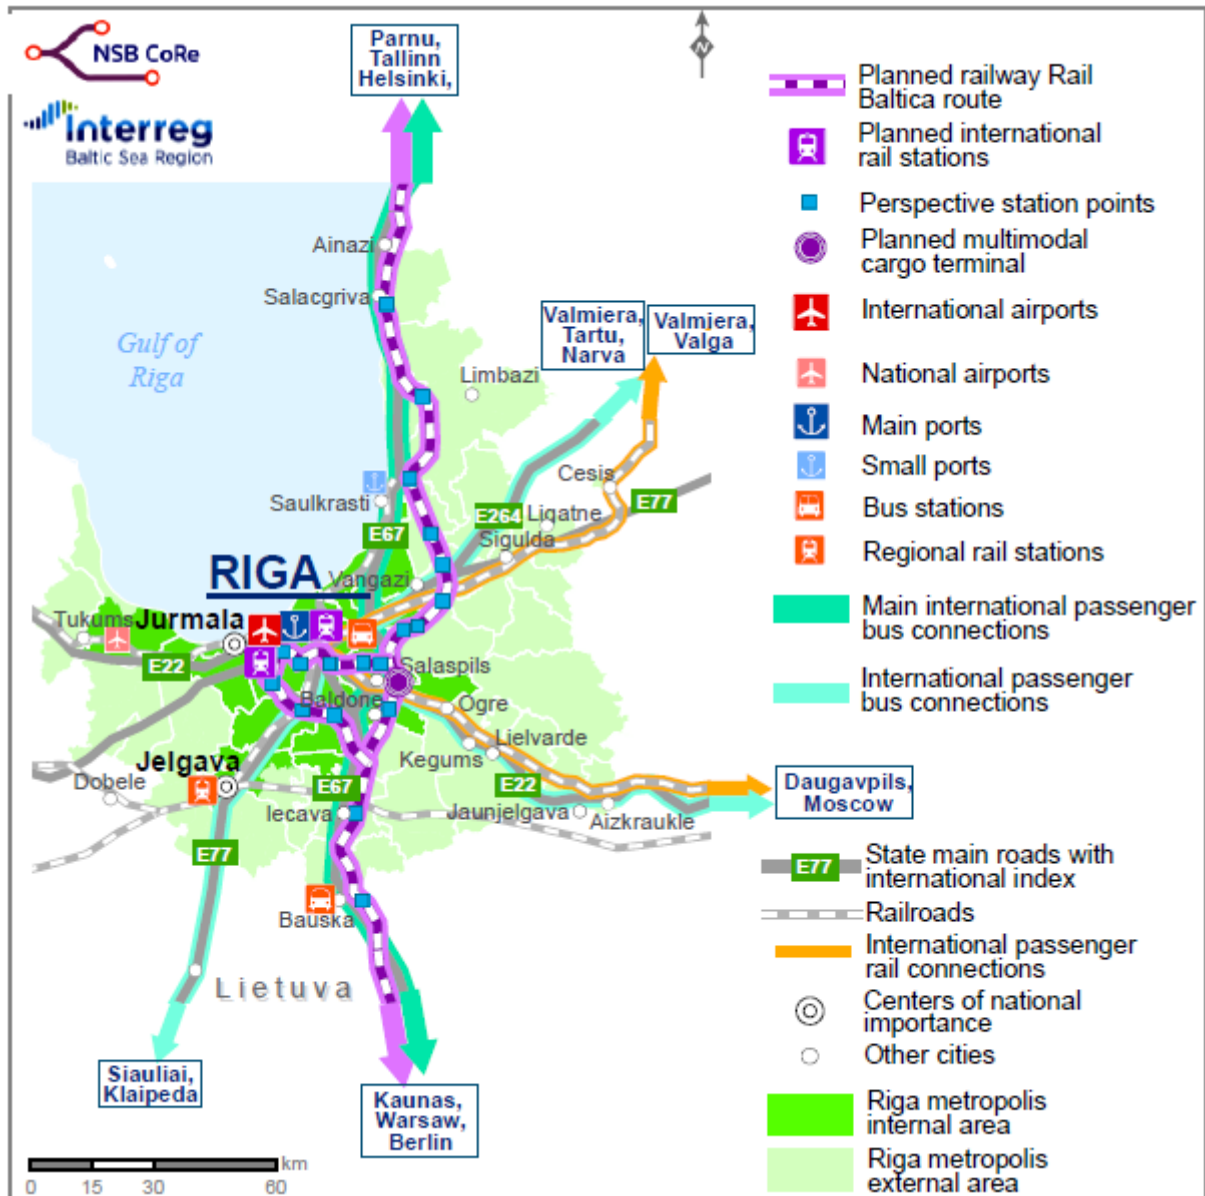 NSB CoRe
Interreg
Baltic Sea Region
Parnu,
Tallinn
Helsinki,
N
Ainazi
Salacgriva
Gulf of
Riga
Valmiera,
Tartu,
Narva
Valmiera,
Valga
Limbazi
Cesis
Saulkrasti
E264
Ligatne
E77
E67
Sigulda
RIGA
Vangazi
Tukums
Jurmala
E22
Salaspils
Baldone
Ogre
Lielvarde
Kegums
Jelgava
Dobele
E67
E22
Iecava
Jaunjelgava
Aizkraukle
Daugavpils,
Moscow
E77
Bauska
Lietuva
Siauliai,
Klaipeda
Kaunas,
Warsaw,
Berlin
km
0 15 30 60
Planned railway Rail
Baltica route
Planned international
rail stations
Perspective station points
Planned multimodal
cargo terminal
International airports
National airports
Main ports
Small ports
Bus stations
Regional rail stations
Main international passenger
bus connections
International passenger
bus connections
E77
State main roads with
international index
Railroads
International passenger
rail connections
Centers of national
importance
Other cities
Riga metropolis
internal area
Riga metropolis
external area